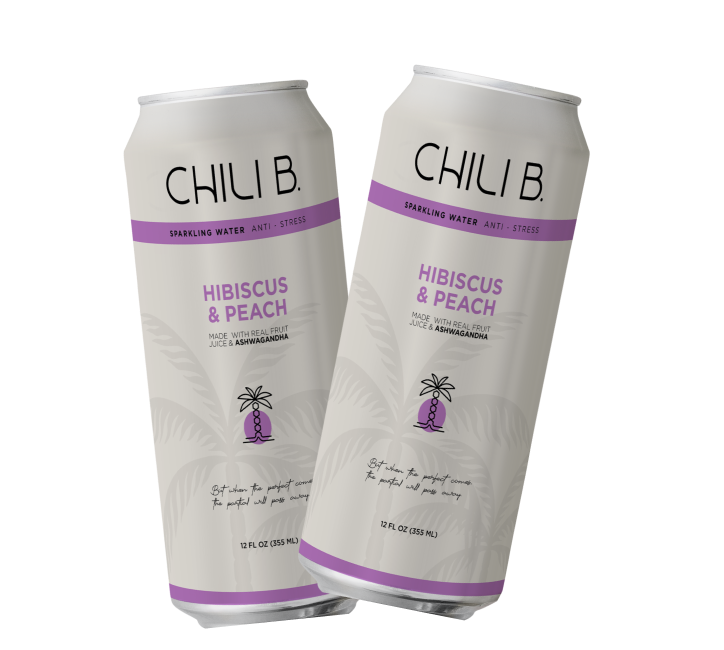 CHILI B.
SPARKLING WATER ANTI - STRESS
HIBISCUS
& PEACH
MADE WITH REAL FRUIT
JUICE & ASHWAGANDHA
But when the perfect comes
the partial will pass away
12 FL OZ (355 ML)
CHILI B.
SPARKLING WATER ANTI - STRESS
HIBISCUS
& PEACH
MADE WITH REAL FRUIT
JUICE & ASHWAGANDHA
But when the perfect comes
the partial will pass away
12 FL OZ (355 ML)